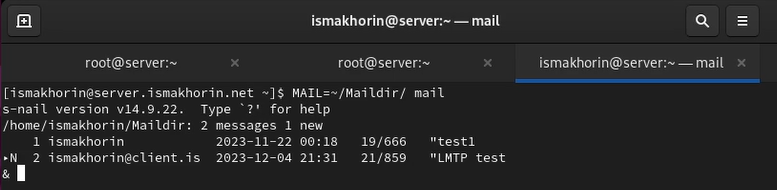 ismakhorin@server:~ — mail
root@server:~ × root@server:~ × ismakhorin@server:~ — mail ×
[ismakhorin@server.ismakhorin.net ~]$ MAIL=~/Maildir/ mail
s-nail version v14.9.22.  Type `?' for help
/home/ismakhorin/Maildir: 2 messages 1 new
    1 ismakhorin            2023-11-22 00:18   19/666   "test1
▸N  2 ismakhorin@client.is  2023-12-04 21:31   21/859   "LMTP test
&